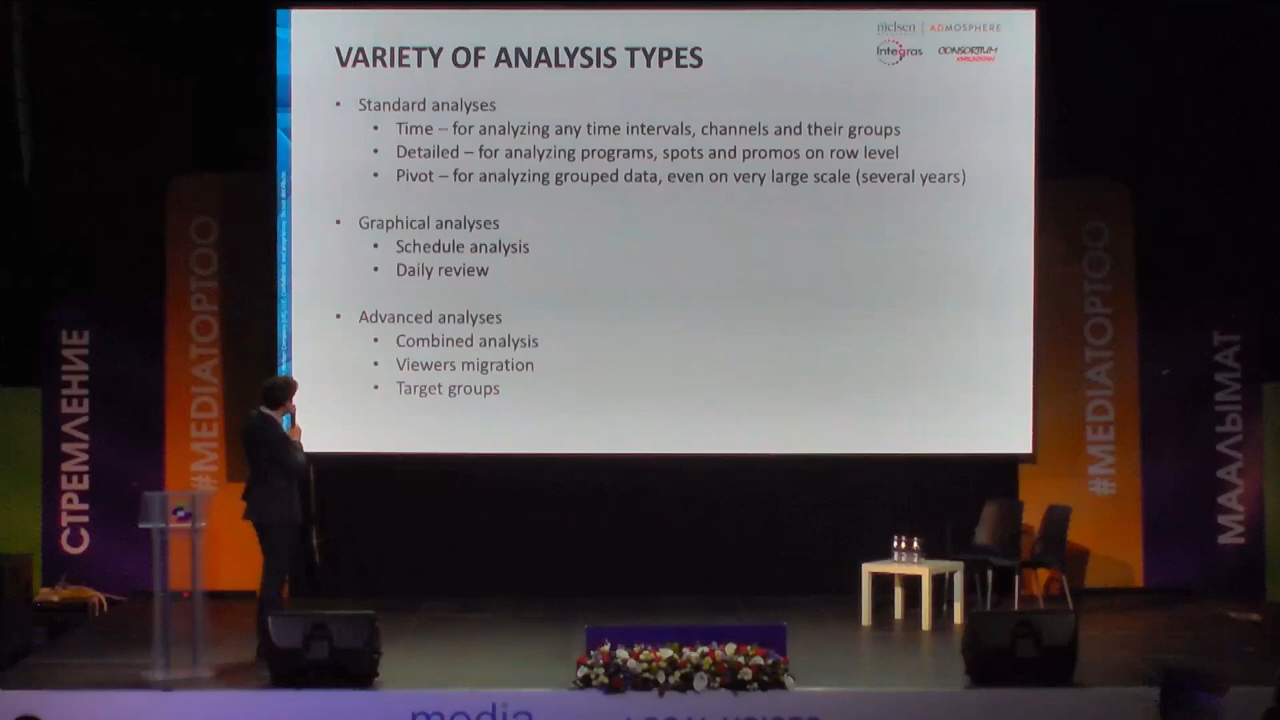 nielsen | ADMOSPHERE
integras CONSORTIUM
VARIETY OF ANALYSIS TYPES
• Standard analyses
• Time – for analyzing any time intervals, channels and their groups
• Detailed – for analyzing programs, spots and promos on row level
• Pivot – for analyzing grouped data, even on very large scale (several years)
• Graphical analyses
• Schedule analysis
• Daily review
• Advanced analyses
• Combined analysis
• Viewers migration
• Target groups
СТРЕМЛЕНИЕ
#MEDIATOPTOO
#MEDIATOPTOO
МААЛЫМАТ
media